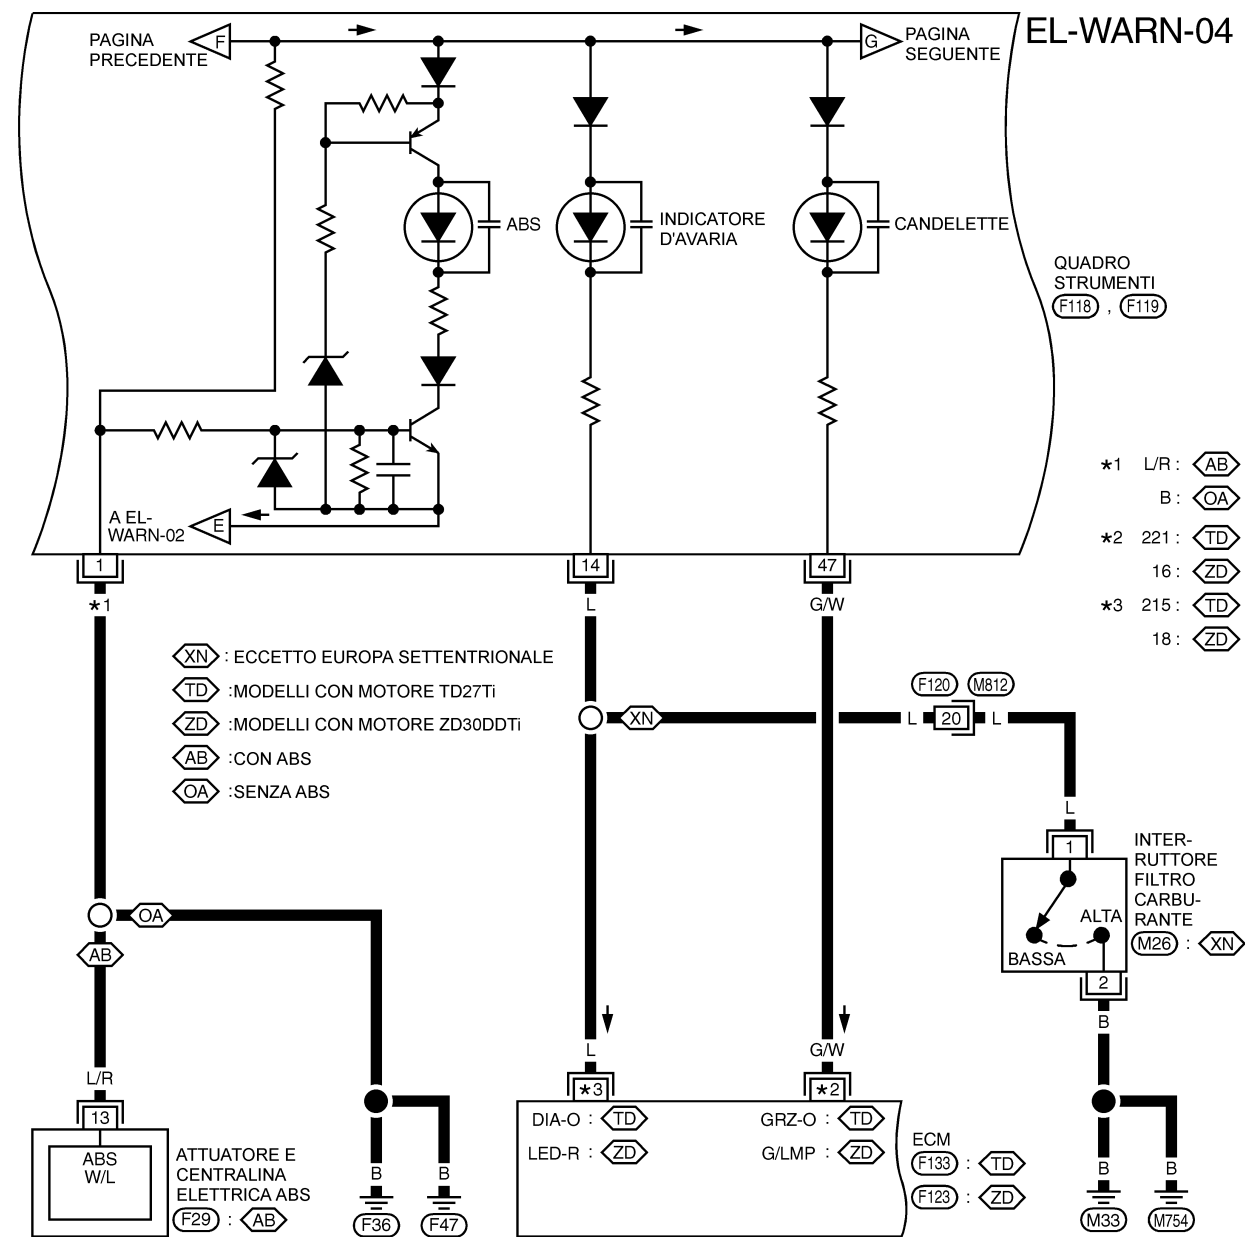 EL-WARN-04
PAGINA
PRECEDENTE
F
G
PAGINA
SEGUENTE
ABS
INDICATORE
D'AVARIA
CANDELETTE
QUADRO
STRUMENTI
F118 , F119
A EL-
WARN-02
E
*1 L/R : AB
B : OA
*2 221 : TD
16 : ZD
*3 215 : TD
18 : ZD
1
14
47
*1
L
G/W
XN : ECCETTO EUROPA SETTENTRIONALE
TD :MODELLI CON MOTORE TD27Ti
ZD :MODELLI CON MOTORE ZD30DDTi
AB :CON ABS
OA :SENZA ABS
F120 M812
XN
L 20 L
L
1
INTER-
RUTTORE
FILTRO
CARBU-
RANTE
M26 : XN
ALTA
BASSA
2
B
OA
AB
L/R
L
G/W
13
*3
*2
ABS
W/L
ATTUATORE E
CENTRALINA
ELETTRICA ABS
F29 : AB
B
B
F36
F47
DIA-O : TD
LED-R : ZD
GRZ-O : TD
G/LMP : ZD
ECM
F133 : TD
F123 : ZD
B
B
M33
M754